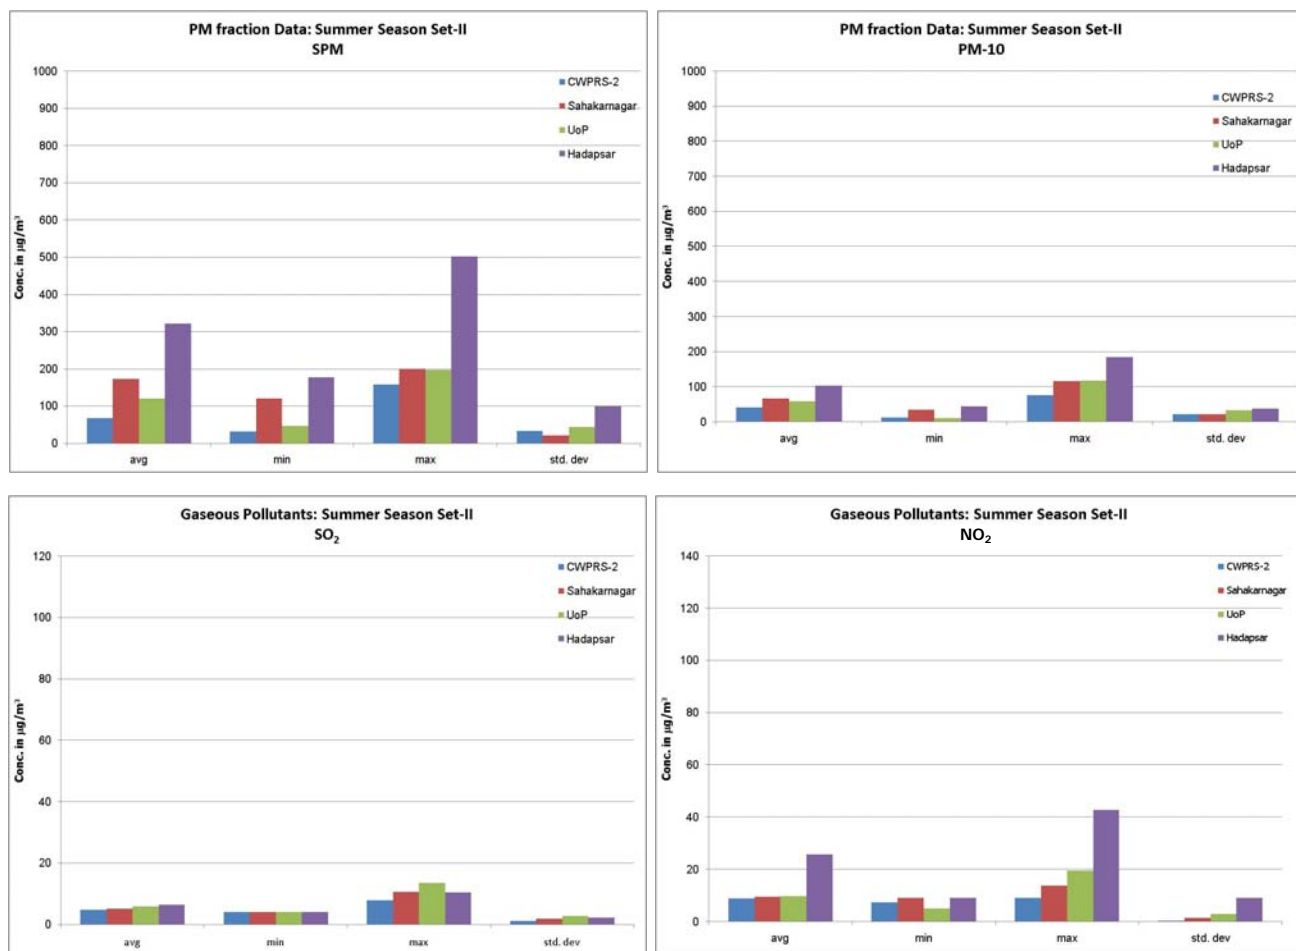 PM fraction Data: Summer Season Set-II
SPM
1000
900
800
700
600
500
400
300
200
100
0
Conc. in µg/m³
CWPRS-2
Sahakarnagar
UoP
Hadapsar
avg min max std. dev
PM fraction Data: Summer Season Set-II
PM-10
1000
900
800
700
600
500
400
300
200
100
0
Conc. in µg/m³
CWPRS-2
Sahakarnagar
UoP
Hadapsar
avg min max std. dev
Gaseous Pollutants: Summer Season Set-II
SO₂
120
100
80
60
40
20
0
Conc. in µg/m³
CWPRS-2
Sahakarnagar
UoP
Hadapsar
avg min max std. dev
Gaseous Pollutants: Summer Season Set-II
NO₂
140
120
100
80
60
40
20
0
Conc. in µg/m³
CWPRS-2
Sahakarnagar
UoP
Hadapsar
avg min max std. dev